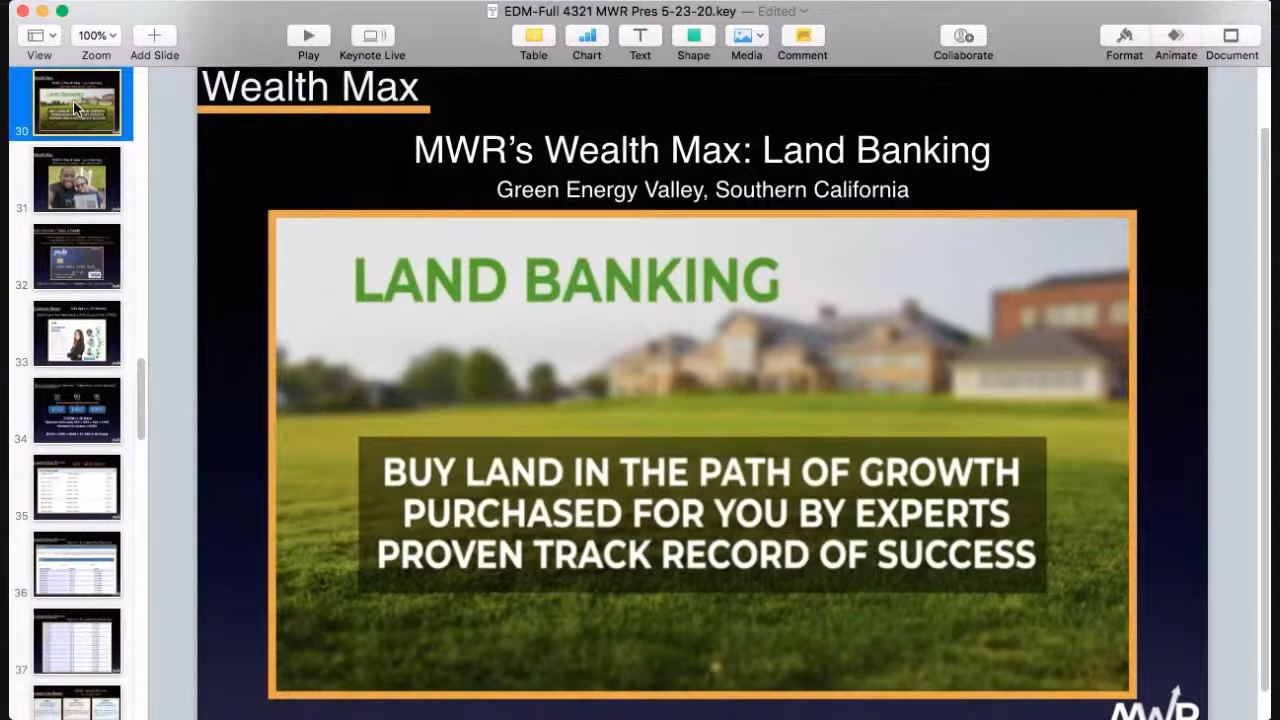 EDM-Full 4321 MWR Pres 5-23-20.key — Edited
100%
View
Zoom
Add Slide
Play
Keynote Live
Table
Chart
Text
Shape
Media
Comment
Collaborate
Format
Animate
Document
30
31
32
33
34
35
36
37
Wealth Max
MWR's Wealth Max: Land Banking
Green Energy Valley, Southern California
LAND BANKING
BUY LAND IN THE PATH OF GROWTH
PURCHASED FOR YOU BY EXPERTS
PROVEN TRACK RECORD OF SUCCESS
MWR